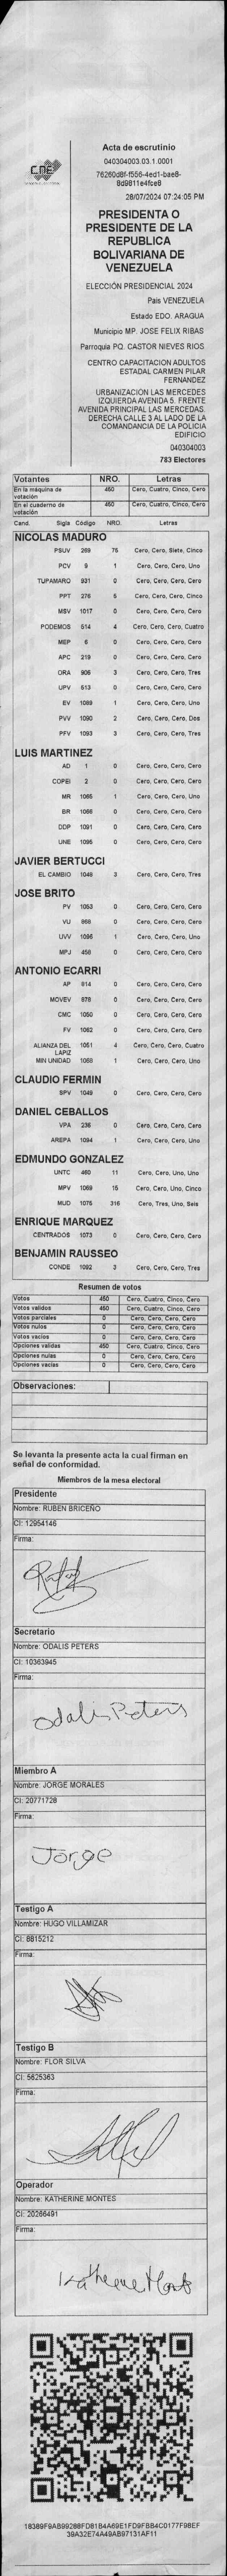 CNE
Acta de escrutinio
040304003.03.1.0001
76260d8f-f556-4ed1-bae8-
8d9811e4fce8
28/07/2024 07:24:05 PM
PRESIDENTA O
PRESIDENTE DE LA
REPUBLICA
BOLIVARIANA DE
VENEZUELA
ELECCIÓN PRESIDENCIAL 2024
País VENEZUELA
Estado EDO. ARAGUA
Municipio MP. JOSE FELIX RIBAS
Parroquia PQ. CASTOR NIEVES RIOS
CENTRO CAPACITACION ADULTOS
ESTADAL CARMEN PILAR
FERNANDEZ
URBANIZACIÓN LAS MERCEDES
IZQUIERDA AVENIDA 5. FRENTE
AVENIDA PRINCIPAL LAS MERCEDAS.
DERECHA CALLE 3 AL LADO DE LA
COMANDANCIA DE LA POLICIA
EDIFICIO
040304003
783 Electores
Votantes NRO. Letras
En la máquina de votación 450 Cero, Cuatro, Cinco, Cero
En el cuaderno de votación 450 Cero, Cuatro, Cinco, Cero
Cand. Sigla Código NRO. Letras
NICOLAS MADURO
PSUV 269 75 Cero, Cero, Siete, Cinco
PCV 9 1 Cero, Cero, Cero, Uno
TUPAMARO 931 0 Cero, Cero, Cero, Cero
PPT 276 5 Cero, Cero, Cero, Cinco
MSV 1017 0 Cero, Cero, Cero, Cero
PODEMOS 514 4 Cero, Cero, Cero, Cuatro
MEP 6 0 Cero, Cero, Cero, Cero
APC 219 0 Cero, Cero, Cero, Cero
ORA 906 3 Cero, Cero, Cero, Tres
UPV 513 0 Cero, Cero, Cero, Cero
EV 1089 1 Cero, Cero, Cero, Uno
PVV 1090 2 Cero, Cero, Cero, Dos
PFV 1093 3 Cero, Cero, Cero, Tres
LUIS MARTINEZ
AD 1 0 Cero, Cero, Cero, Cero
COPEI 2 0 Cero, Cero, Cero, Cero
MR 1065 1 Cero, Cero, Cero, Uno
BR 1066 0 Cero, Cero, Cero, Cero
DDP 1091 0 Cero, Cero, Cero, Cero
UNE 1095 0 Cero, Cero, Cero, Cero
JAVIER BERTUCCI
EL CAMBIO 1048 3 Cero, Cero, Cero, Tres
JOSE BRITO
PV 1053 0 Cero, Cero, Cero, Cero
VU 868 0 Cero, Cero, Cero, Cero
UVV 1096 1 Cero, Cero, Cero, Uno
MPJ 458 0 Cero, Cero, Cero, Cero
ANTONIO ECARRI
AP 814 0 Cero, Cero, Cero, Cero
MOVEV 878 0 Cero, Cero, Cero, Cero
CMC 1050 0 Cero, Cero, Cero, Cero
FV 1062 0 Cero, Cero, Cero, Cero
ALIANZA DEL LAPIZ 1051 4 Cero, Cero, Cero, Cuatro
MIN UNIDAD 1058 1 Cero, Cero, Cero, Uno
CLAUDIO FERMIN
SPV 1049 0 Cero, Cero, Cero, Cero
DANIEL CEBALLOS
VPA 236 0 Cero, Cero, Cero, Cero
AREPA 1094 1 Cero, Cero, Cero, Uno
EDMUNDO GONZALEZ
UNTC 460 11 Cero, Cero, Uno, Uno
MPV 1069 15 Cero, Cero, Uno, Cinco
MUD 1075 316 Cero, Tres, Uno, Seis
ENRIQUE MARQUEZ
CENTRADOS 1073 0 Cero, Cero, Cero, Cero
BENJAMIN RAUSSEO
CONDE 1092 3 Cero, Cero, Cero, Tres
Resumen de votos
Votos 450 Cero, Cuatro, Cinco, Cero
Votos validos 450 Cero, Cuatro, Cinco, Cero
Votos parciales 0 Cero, Cero, Cero, Cero
Votos nulos 0 Cero, Cero, Cero, Cero
Votos vacios 0 Cero, Cero, Cero, Cero
Opciones validas 450 Cero, Cuatro, Cinco, Cero
Opciones nulas 0 Cero, Cero, Cero, Cero
Opciones vacias 0 Cero, Cero, Cero, Cero
Observaciones:
Se levanta la presente acta la cual firman en
señal de conformidad.
Miembros de la mesa electoral
Presidente
Nombre: RUBEN BRICEÑO
CI: 12954146
Firma:
Secretario
Nombre: ODALIS PETERS
CI: 10363945
Firma:
Odalis Peters
Miembro A
Nombre: JORGE MORALES
CI: 20771728
Firma:
Jorge
Testigo A
Nombre: HUGO VILLAMIZAR
CI: 8815212
Firma:
Testigo B
Nombre: FLOR SILVA
CI: 5625363
Firma:
Operador
Nombre: KATHERINE MONTES
CI: 20266491
Firma:
Katherine Montes
18389F9AB99288FD81B4A69E1FD9FBB4C0177F98EF
39A32E74A49AB97131AF11